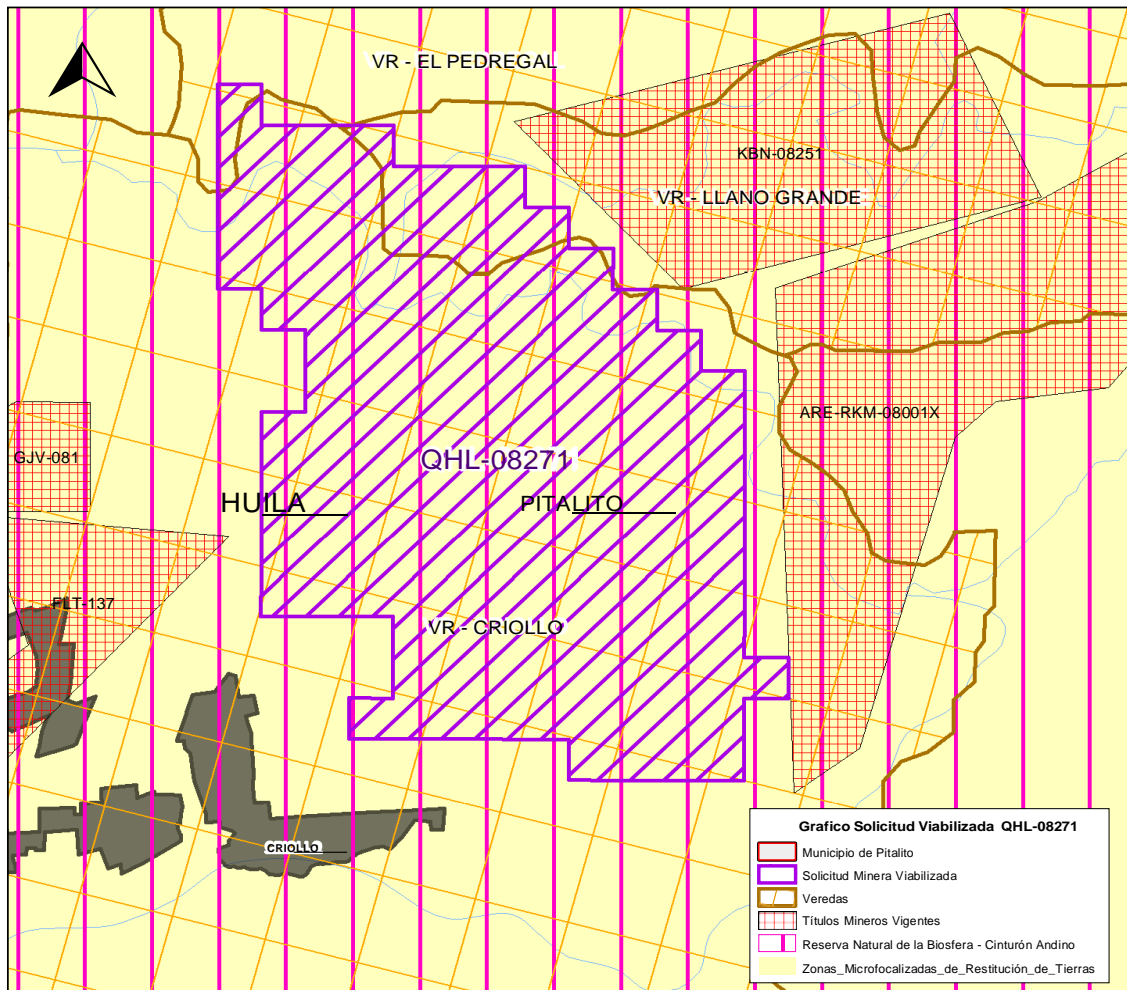 VR - EL PEDREGAL
KBN-08251
VR - LLANO GRANDE
ARE-RKM-08001X
GJV-081
QHL-08271
HUILA
PITALITO
FLT-137
VR - CRIOLLO
CRIOLLO
Grafico Solicitud Viabilizada QHL-08271
Municipio de Pitalito
Solicitud Minera Viabilizada
Veredas
Títulos Mineros Vigentes
Reserva Natural de la Biosfera - Cinturón Andino
Zonas_Microfocalizadas_de_Restitución_de_Tierras